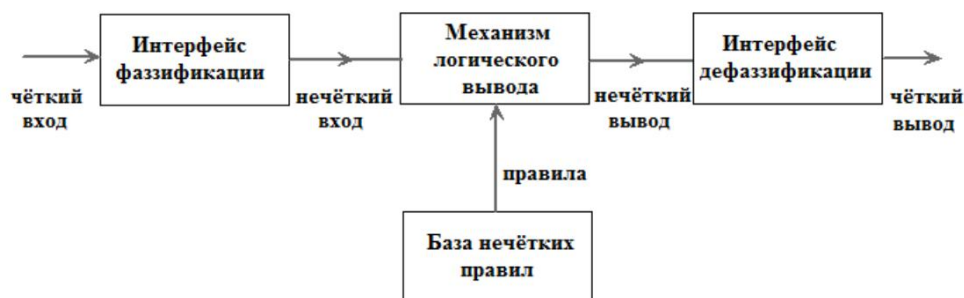 Интерфейс
фаззификации
Механизм
логического
вывода
Интерфейс
дефаззификации
чёткий
вход
нечёткий
вход
нечёткий
вывод
чёткий
вывод
правила
База нечётких
правил